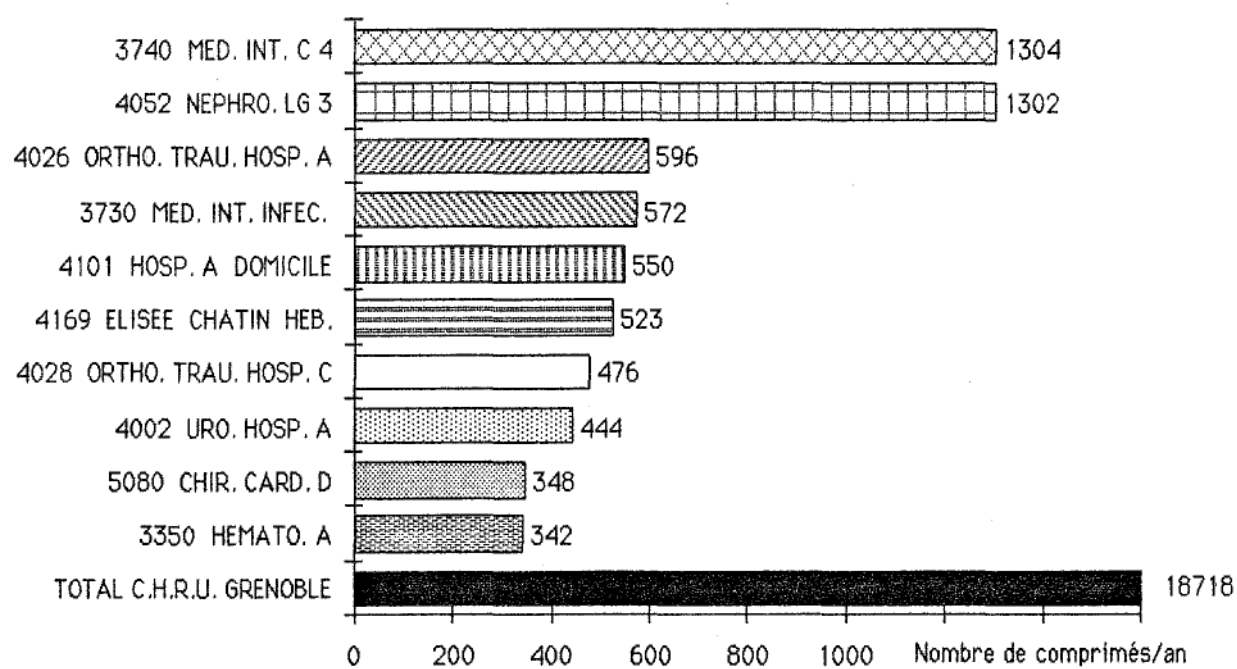 3740 MED. INT. C 4 1304
4052 NEPHRO. LG 3 1302
4026 ORTHO. TRAU. HOSP. A 596
3730 MED. INT. INFEC. 572
4101 HOSP. A DOMICILE 550
4169 ELISEE CHATIN HEB. 523
4028 ORTHO. TRAU. HOSP. C 476
4002 URO. HOSP. A 444
5080 CHIR. CARD. D 348
3350 HEMATO. A 342
TOTAL C.H.R.U. GRENOBLE 18718
0 200 400 600 800 1000 Nombre de comprimés/an